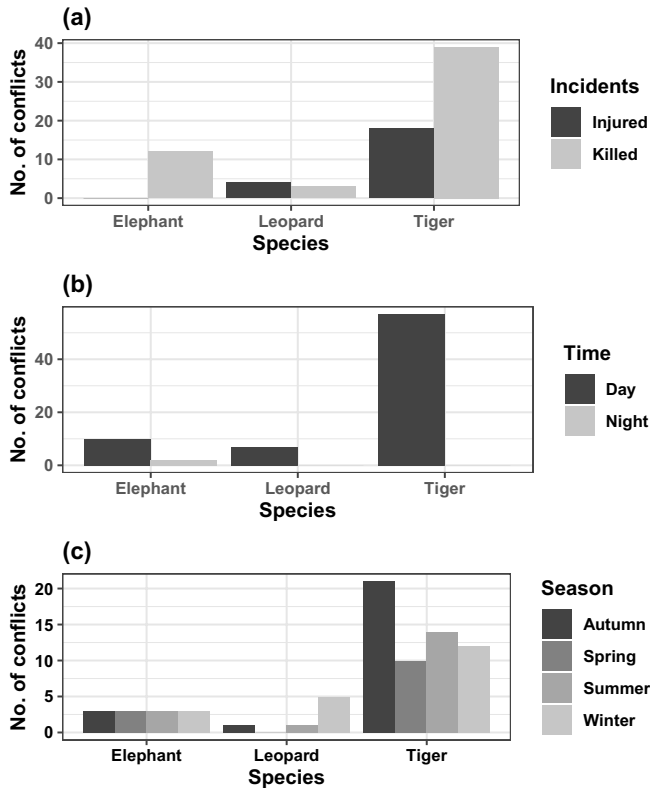 (a)
No. of conflicts
40
30
20
10
0
Elephant Leopard Tiger
Species
Incidents
Injured
Killed
(b)
No. of conflicts
40
20
0
Elephant Leopard Tiger
Species
Time
Day
Night
(c)
No. of conflicts
20
15
10
5
0
Elephant Leopard Tiger
Species
Season
Autumn
Spring
Summer
Winter